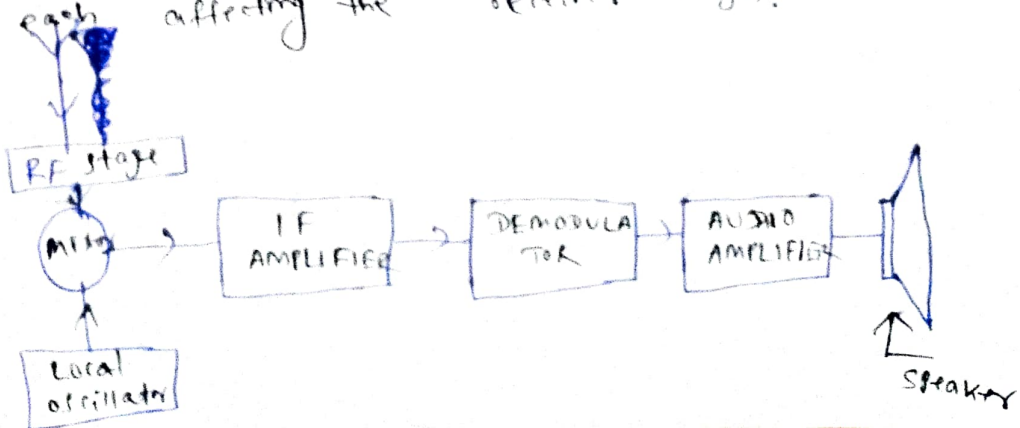 each affecting the
RF stage
IF
AMPLIFIER
DEMODULA
TOR
AUDIO
AMPLIFIER
Local
oscillator
Speaker